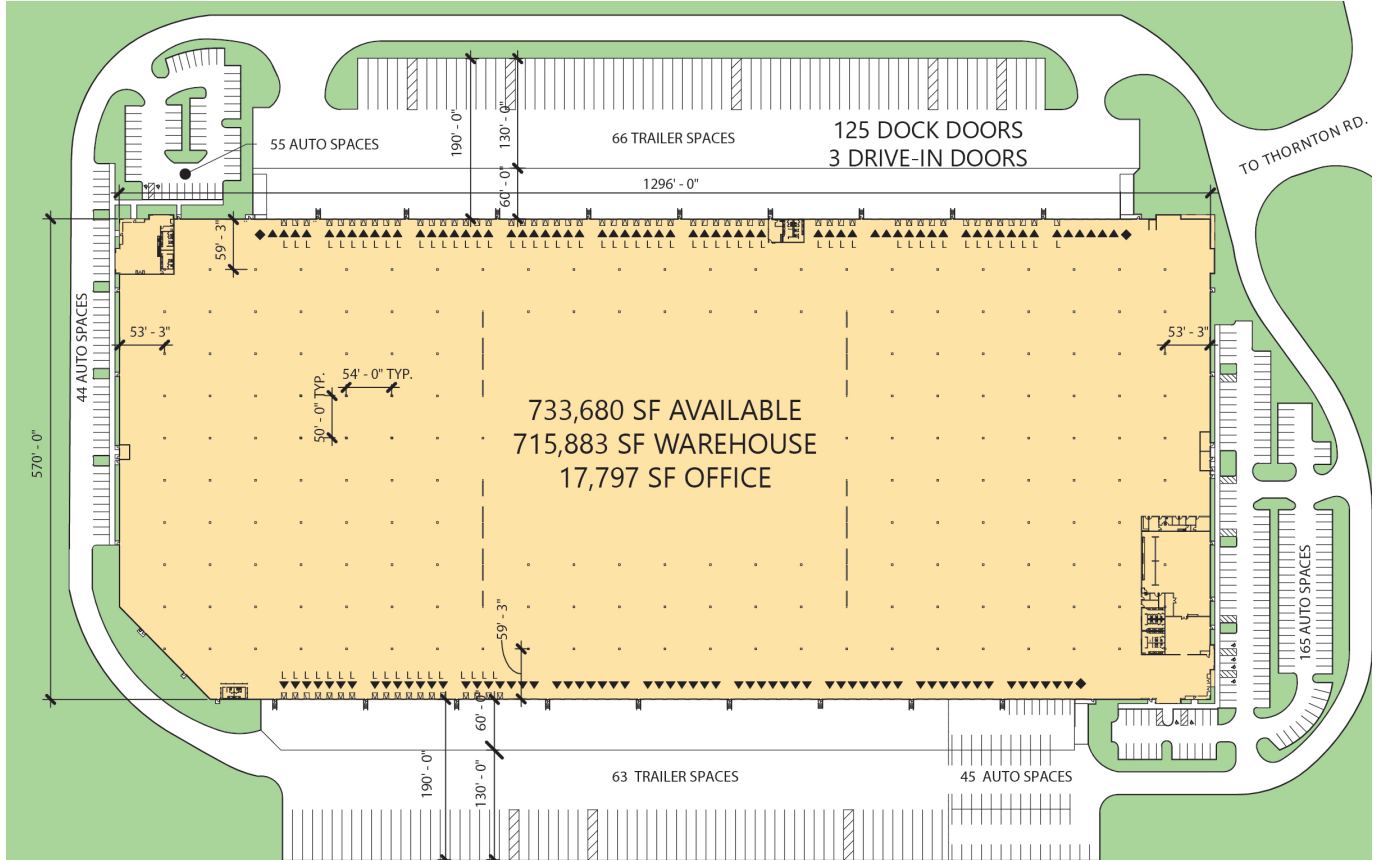 190' - 0"
130' - 0"
60' - 0"
55 AUTO SPACES
66 TRAILER SPACES
125 DOCK DOORS
3 DRIVE-IN DOORS
TO THORNTON RD.
1296' - 0"
59' - 3"
L L L L L L L L L L L L L L L L L L L L L L L L L L L L L L L L L L L L L L L L L L L L L L L L L L L L L L L L L L L L
53' - 3"
53' - 3"
44 AUTO SPACES
54' - 0" TYP.
50' - 0" TYP.
570' - 0"
733,680 SF AVAILABLE
715,883 SF WAREHOUSE
17,797 SF OFFICE
165 AUTO SPACES
59' - 3"
L L L L L L L L L L L L L L L L L L L L L
60' - 0"
190' - 0"
130' - 0"
63 TRAILER SPACES
45 AUTO SPACES